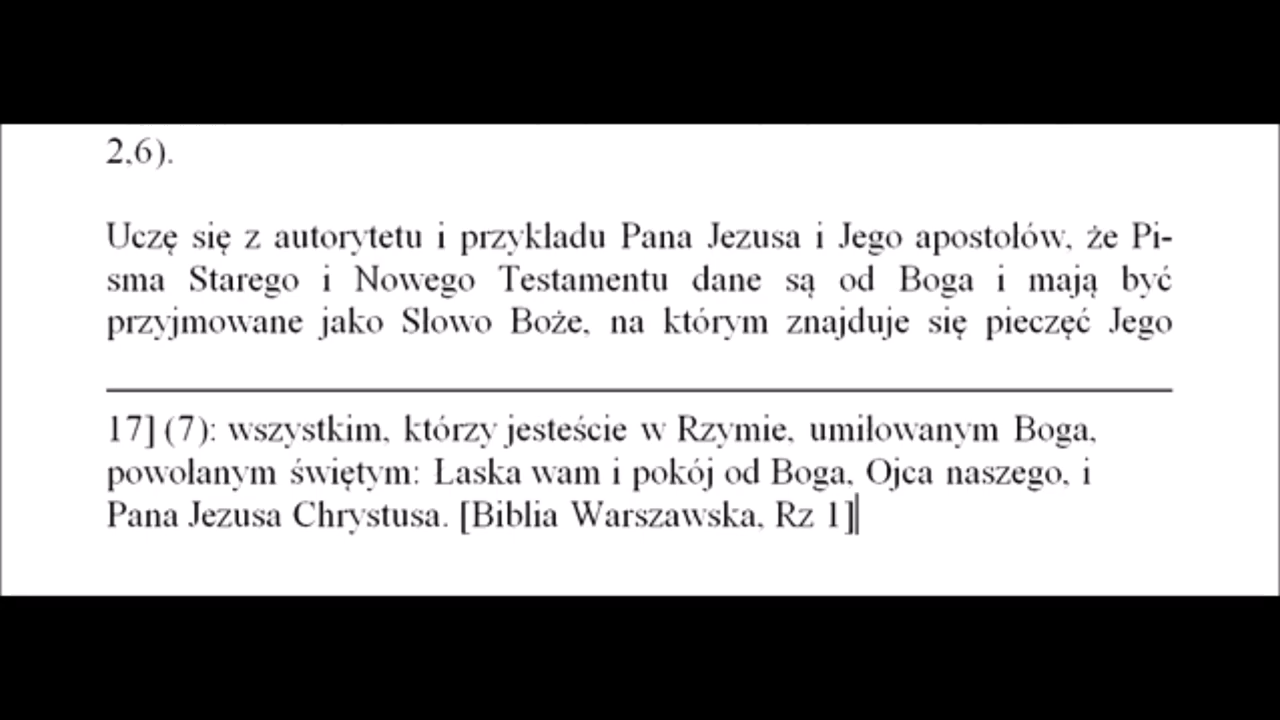 2,6).
Uczę się z autorytetu i przykładu Pana Jezusa i Jego apostołów, że Pi-
sma Starego i Nowego Testamentu dane są od Boga i mają być
przyjmowane jako Słowo Boże, na którym znajduje się pieczęć Jego
17] (7): wszystkim, którzy jesteście w Rzymie, umiłowanym Boga,
powołanym świętym: Łaska wam i pokój od Boga, Ojca naszego, i
Pana Jezusa Chrystusa. [Biblia Warszawska, Rz 1]